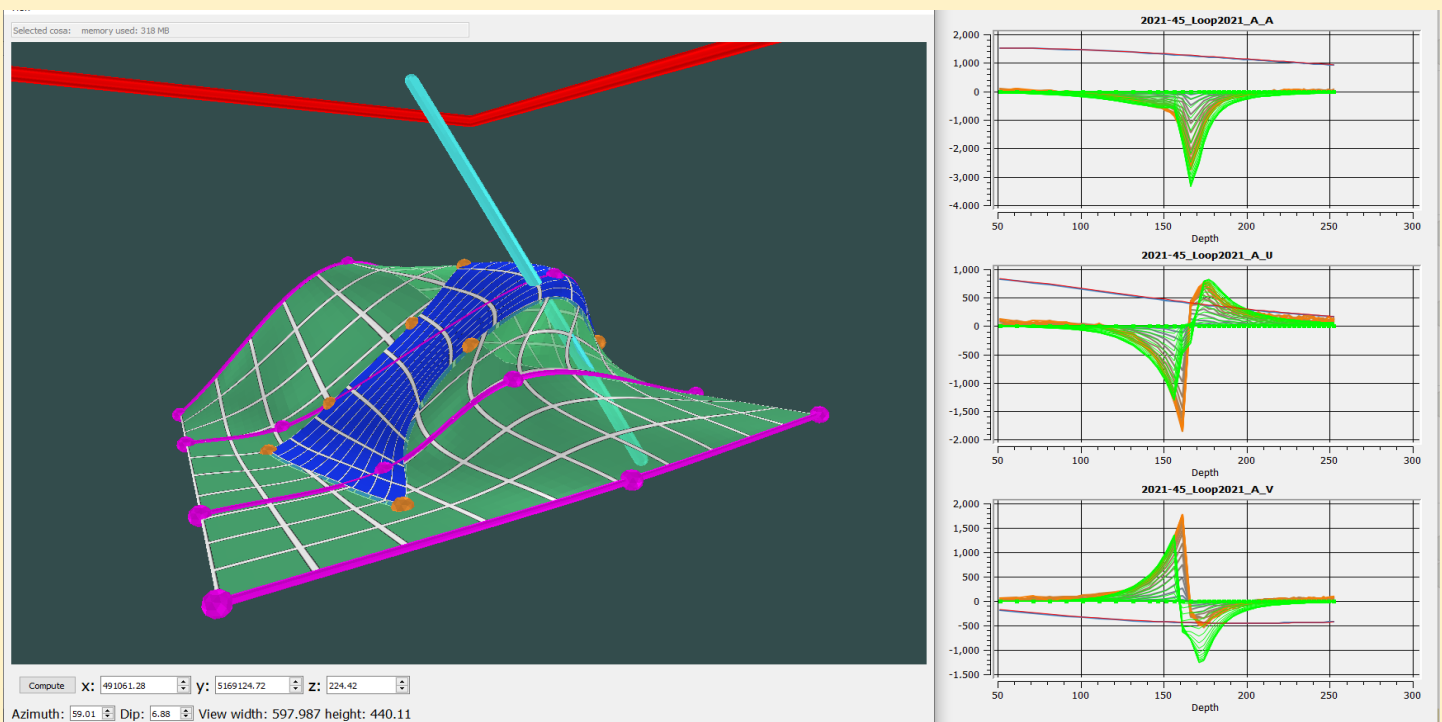 Selected cosa: memory used: 318 MB
Compute x: 491061.28 y: 5169124.72 z: 224.42
Azimuth: 59.01 Dip: 6.88 View width: 597.987 height: 440.11
2021-45_Loop2021_A_A
2,000
1,000
0
-1,000
-2,000
-3,000
-4.000
50 100 150 200 250 300
Depth
2021-45_Loop2021_A_U
1,000
500
0
-500
-1,000
-1,500
-2.000
50 100 150 200 250 300
Depth
2021-45_Loop2021_A_V
2,000
1,500
1,000
500
0
-500
-1,000
-1.500
50 100 150 200 250 300
Depth